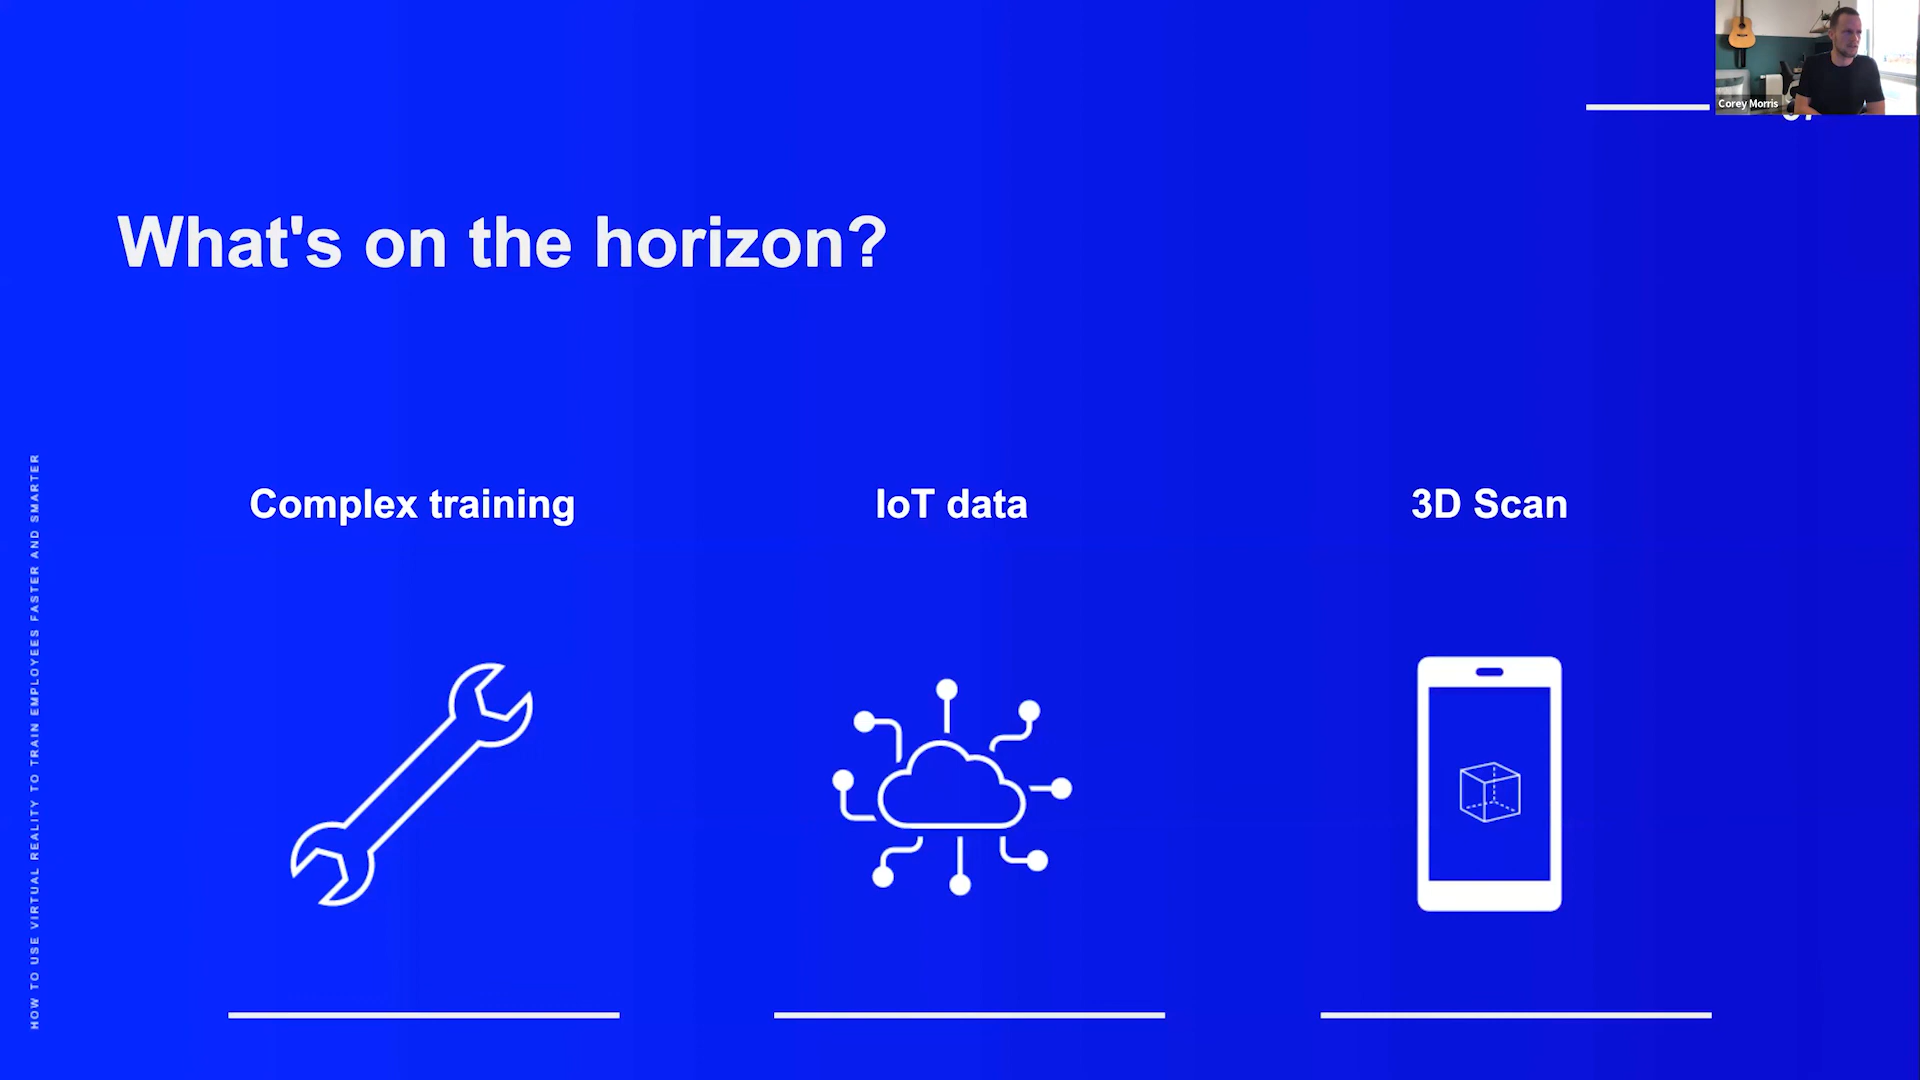 Corey Morris
What's on the horizon?
Complex training
IoT data
3D Scan
HOW TO USE VIRTUAL REALITY TO TRAIN EMPLOYEES FASTER AND SMARTER